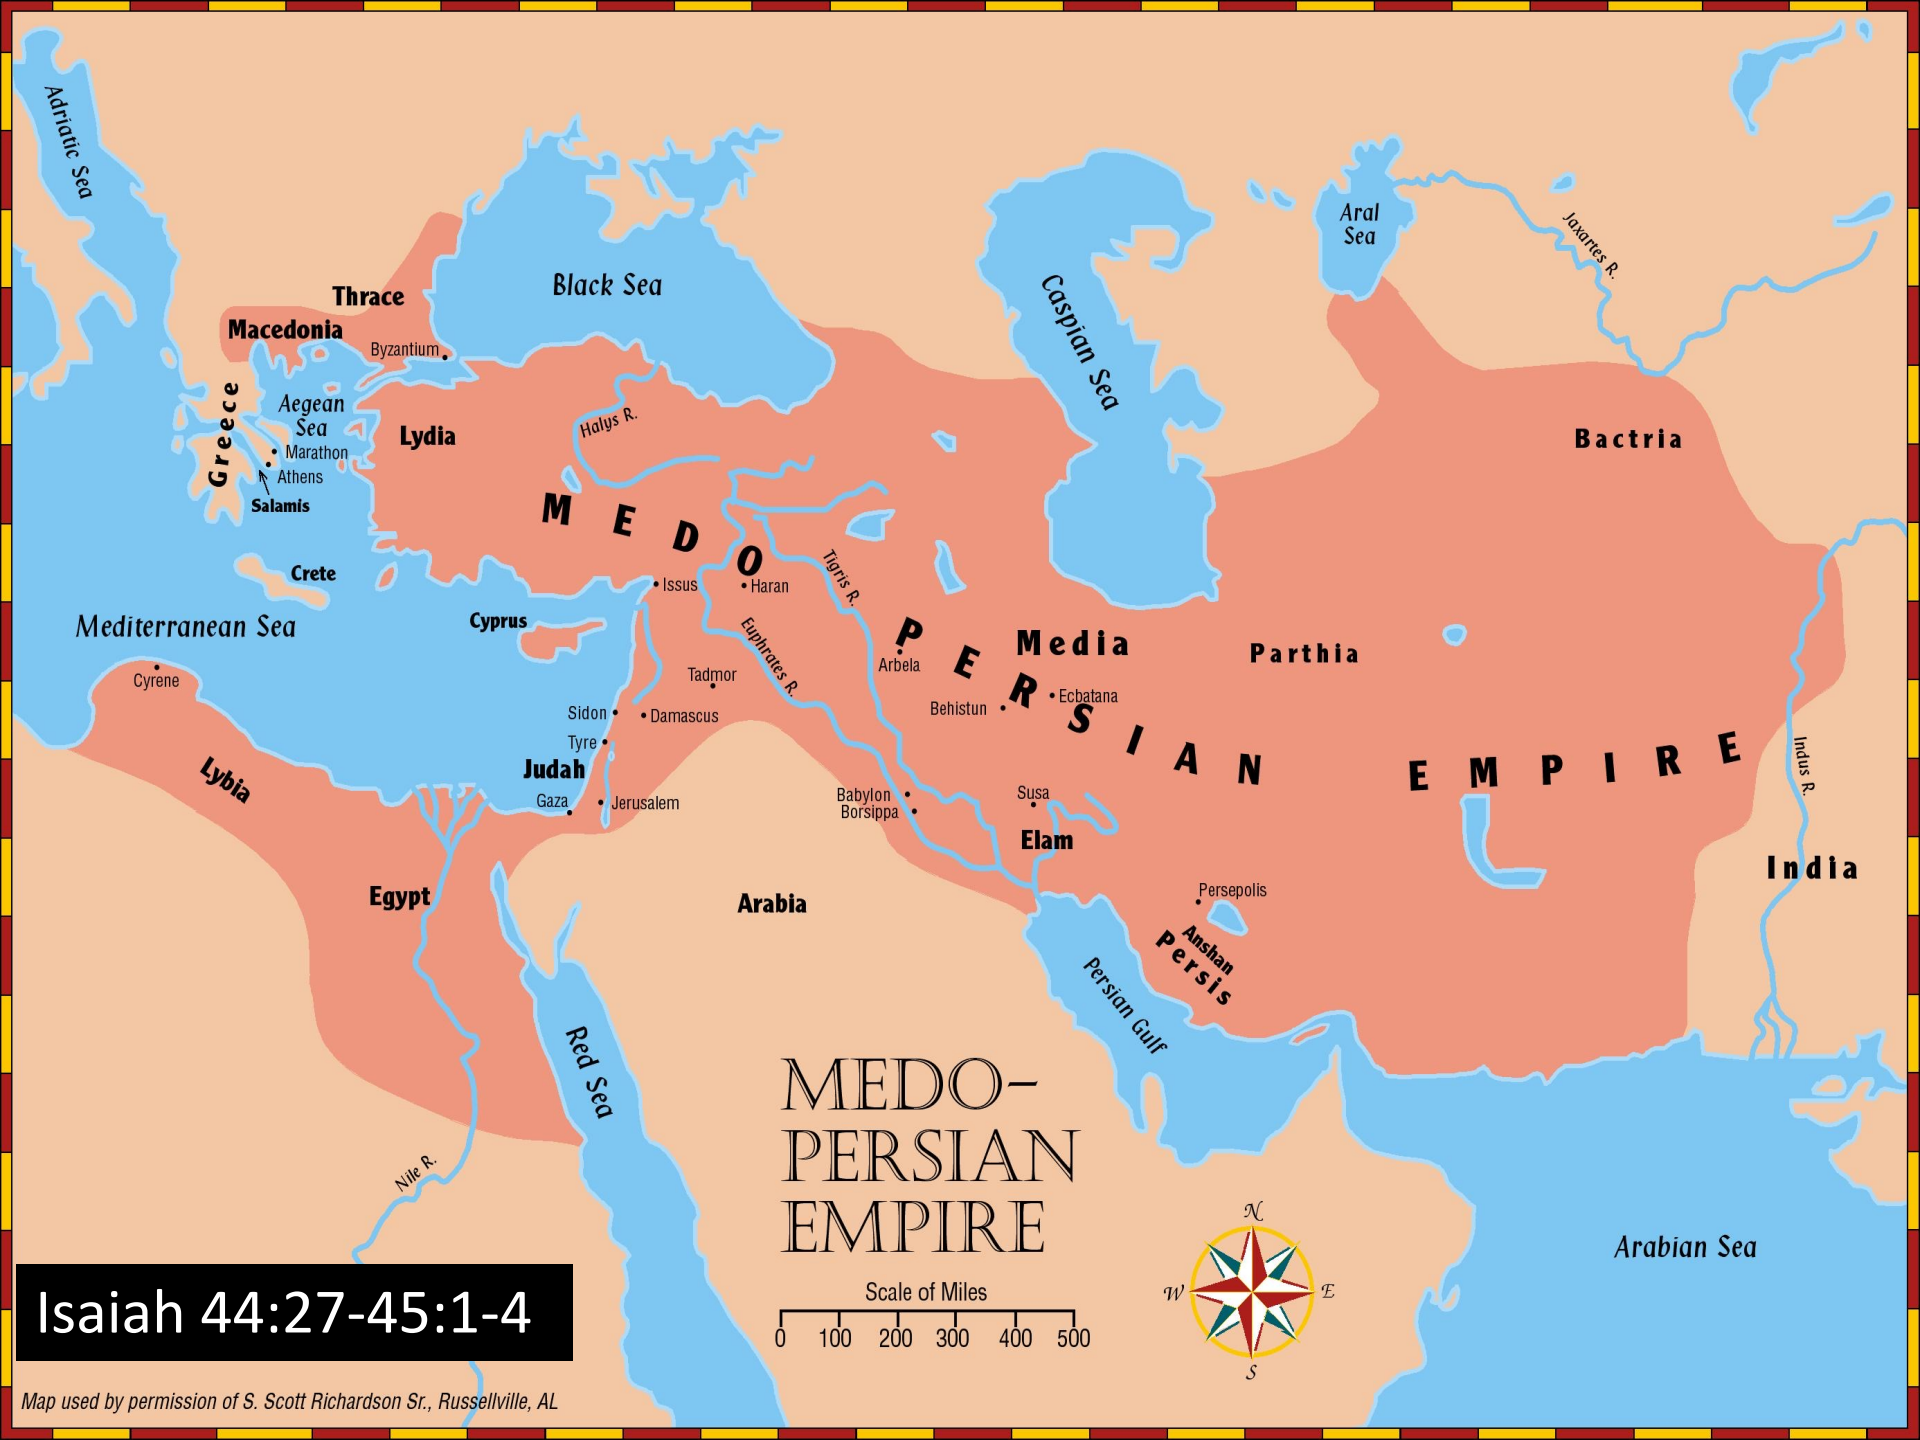 Adriatic Sea
Black Sea
Caspian Sea
Aral
Sea
Jaxartes R.
Thrace
Macedonia
Byzantium
Greece
Aegean
Sea
Marathon
Athens
Salamis
Lydia
Halys R.
Bactria
Crete
Mediterranean Sea
Cyprus
Issus
Haran
Tigris R.
Euphrates R.
MEDO
PERSIAN
EMPIRE
Arbela
Media
Parthia
Behistun
Ecbatana
Cyrene
Tadmor
Sidon
Damascus
Tyre
Judah
Lybia
Gaza
Jerusalem
Babylon
Borsippa
Susa
Elam
Indus R.
India
Egypt
Arabia
Persepolis
Anshan
Persis
Persian Gulf
Red Sea
Nile R.
Arabian Sea
MEDO-
PERSIAN
EMPIRE
Scale of Miles
0 100 200 300 400 500
N
W
E
S
Isaiah 44:27-45:1-4
Map used by permission of S. Scott Richardson Sr., Russellville, AL